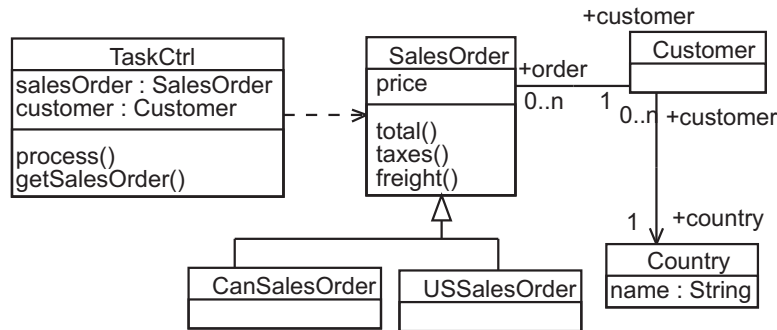 +customer
TaskCtrl
salesOrder : SalesOrder
customer : Customer
process()
getSalesOrder()
SalesOrder
price
total()
taxes()
freight()
+order
0..n
1
Customer
0..n
+customer
1
+country
Country
name : String
CanSalesOrder
USSalesOrder